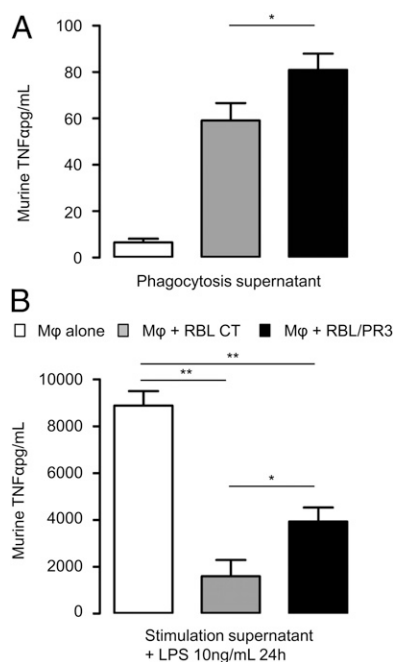 A
*
100
80
60
40
20
0
Murine TNFαpg/mL
Phagocytosis supernatant
B
Mφ alone Mφ + RBL CT Mφ + RBL/PR3
**
**
*
10000
8000
6000
4000
2000
0
Murine TNFαpg/mL
Stimulation supernatant
+ LPS 10ng/mL 24h